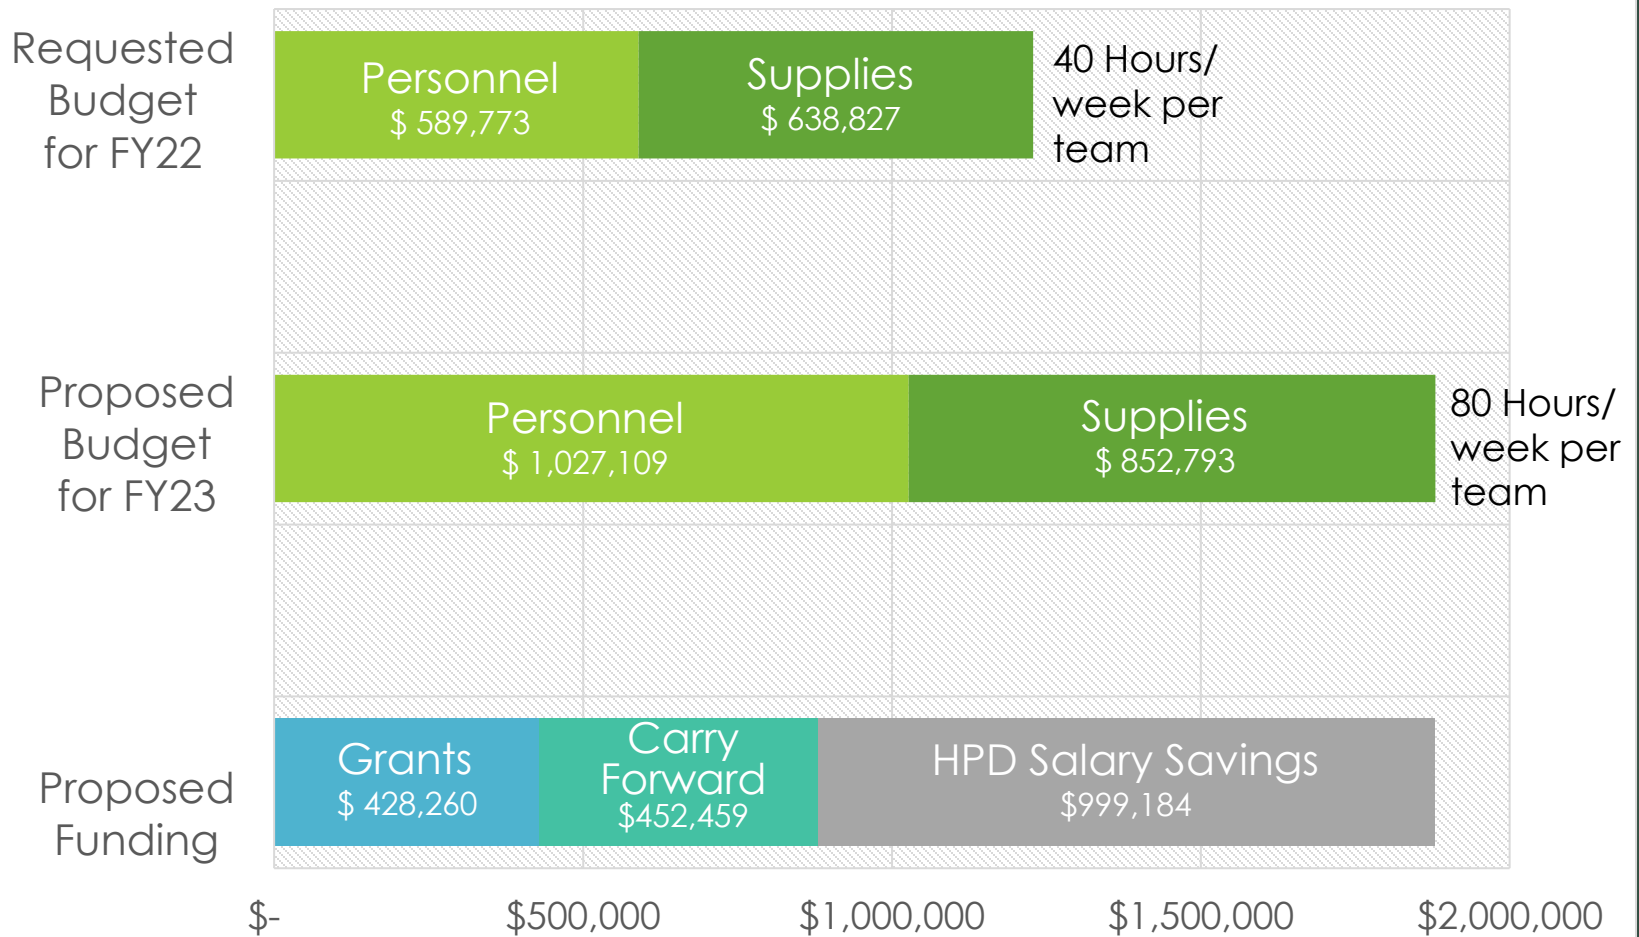 Requested
Budget
for FY22
Personnel
$ 589,773
Supplies
$ 638,827
40 Hours/
week per
team
Proposed
Budget
for FY23
Personnel
$ 1,027,109
Supplies
$ 852,793
80 Hours/
week per
team
Proposed
Funding
Grants
$ 428,260
Carry
Forward
$452,459
HPD Salary Savings
$999,184
$- $500,000 $1,000,000 $1,500,000 $2,000,000